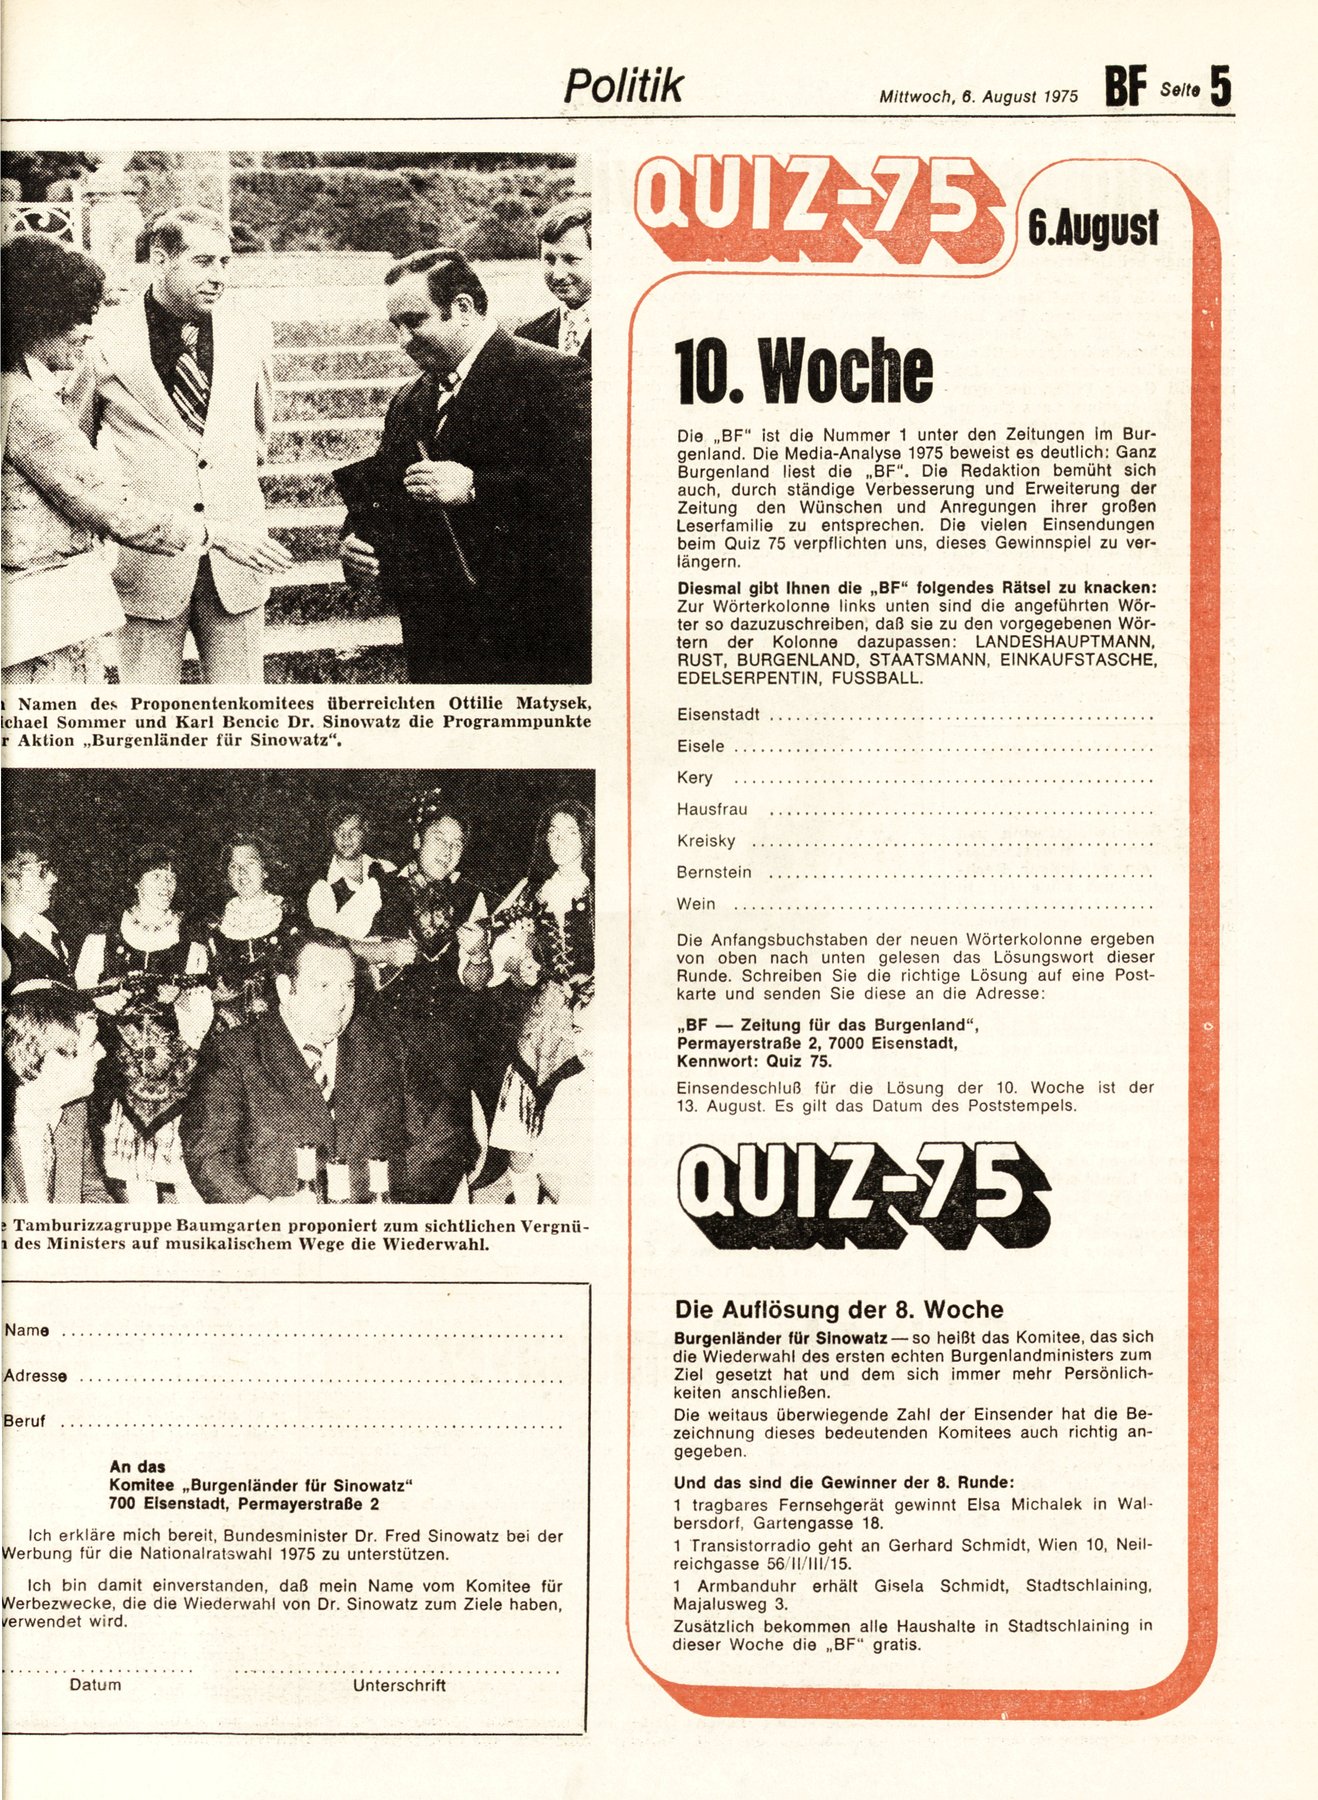 Politik
Mittwoch, 6. August 1975 BF Seite 5
Namen des Proponentenkomitees überreichten Ottilie Matysek,
ichael Sommer und Karl Bencic Dr. Sinowatz die Programmpunkte
r Aktion „Burgenländer für Sinowatz“.
Tamburizzagruppe Baumgarten proponiert zum sichtlichen Vergnü-
des Ministers auf musikalischem Wege die Wiederwahl.
Name
Adresse
Beruf
An das
Komitee „Burgenländer für Sinowatz“
700 Eisenstadt, Permayerstraße 2
Ich erkläre mich bereit, Bundesminister Dr. Fred Sinowatz bei der
Werbung für die Nationalratswahl 1975 zu unterstützen.
Ich bin damit einverstanden, daß mein Name vom Komitee für
Werbezwecke, die die Wiederwahl von Dr. Sinowatz zum Ziele haben,
verwendet wird.
Datum Unterschrift
QUIZ-75
6. August
10. Woche
Die „BF“ ist die Nummer 1 unter den Zeitungen im Bur-
genland. Die Media-Analyse 1975 beweist es deutlich: Ganz
Burgenland liest die „BF“. Die Redaktion bemüht sich
auch, durch ständige Verbesserung und Erweiterung der
Zeitung den Wünschen und Anregungen ihrer großen
Leserfamilie zu entsprechen. Die vielen Einsendungen
beim Quiz 75 verpflichten uns, dieses Gewinnspiel zu ver-
längern.
Diesmal gibt Ihnen die „BF“ folgendes Rätsel zu knacken:
Zur Wörterkolonne links unten sind die angeführten Wör-
ter so dazuzuschreiben, daß sie zu den vorgegebenen Wör-
tern der Kolonne dazupassen: LANDESHAUPTMANN,
RUST, BURGENLAND, STAATSMANN, EINKAUFSTASCHE,
EDELSERPENTIN, FUSSBALL.
Eisenstadt
Eisele
Kery
Hausfrau
Kreisky
Bernstein
Wein
Die Anfangsbuchstaben der neuen Wörterkolonne ergeben
von oben nach unten gelesen das Lösungswort dieser
Runde. Schreiben Sie die richtige Lösung auf eine Post-
karte und senden Sie diese an die Adresse:
„BF — Zeitung für das Burgenland“,
Permayerstraße 2, 7000 Eisenstadt,
Kennwort: Quiz 75.
Einsendeschluß für die Lösung der 10. Woche ist der
13. August. Es gilt das Datum des Poststempels.
QUIZ-75
Die Auflösung der 8. Woche
Burgenländer für Sinowatz — so heißt das Komitee, das sich
die Wiederwahl des ersten echten Burgenlandministers zum
Ziel gesetzt hat und dem sich immer mehr Persönlich-
keiten anschließen.
Die weitaus überwiegende Zahl der Einsender hat die Be-
zeichnung dieses bedeutenden Komitees auch richtig an-
gegeben.
Und das sind die Gewinner der 8. Runde:
1 tragbares Fernsehgerät gewinnt Elsa Michalek in Wal-
bersdorf, Gartengasse 18.
1 Transistorradio geht an Gerhard Schmidt, Wien 10, Neil-
reichgasse 56/II/III/15.
1 Armbanduhr erhält Gisela Schmidt, Stadtschlaining,
Majalusweg 3.
Zusätzlich bekommen alle Haushalte in Stadtschlaining in
dieser Woche die „BF“ gratis.